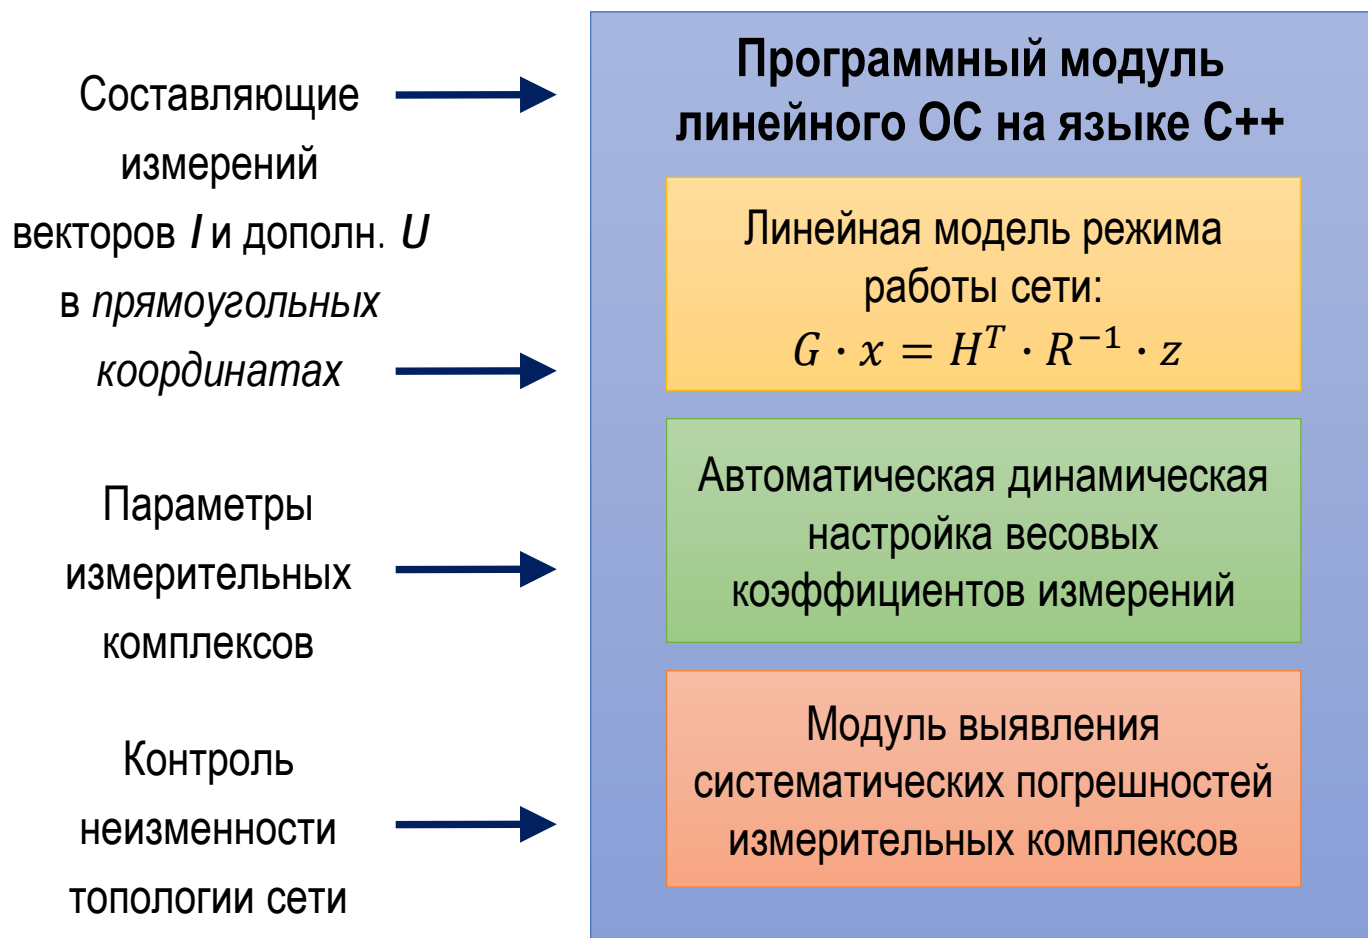 Составляющие
измерений
векторов I и дополн. U
в прямоугольных
координатах
Параметры
измерительных
комплексов
Контроль
неизменности
топологии сети
Программный модуль
линейного ОС на языке C++
Линейная модель режима
работы сети:
G · x = H^T · R^{-1} · z
Автоматическая динамическая
настройка весовых
коэффициентов измерений
Модуль выявления
систематических погрешностей
измерительных комплексов